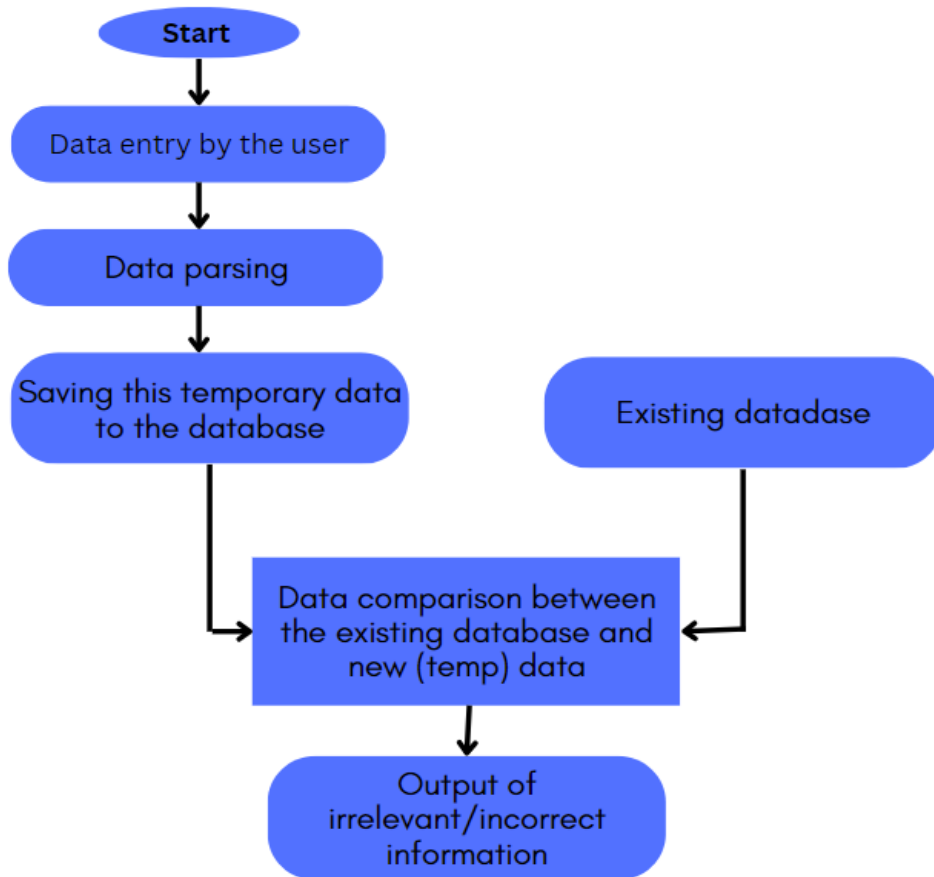 Start
Data entry by the user
Data parsing
Saving this temporary data
to the database
Existing datadase
Data comparison between
the existing database and
new (temp) data
Output of
irrelevant/incorrect
information